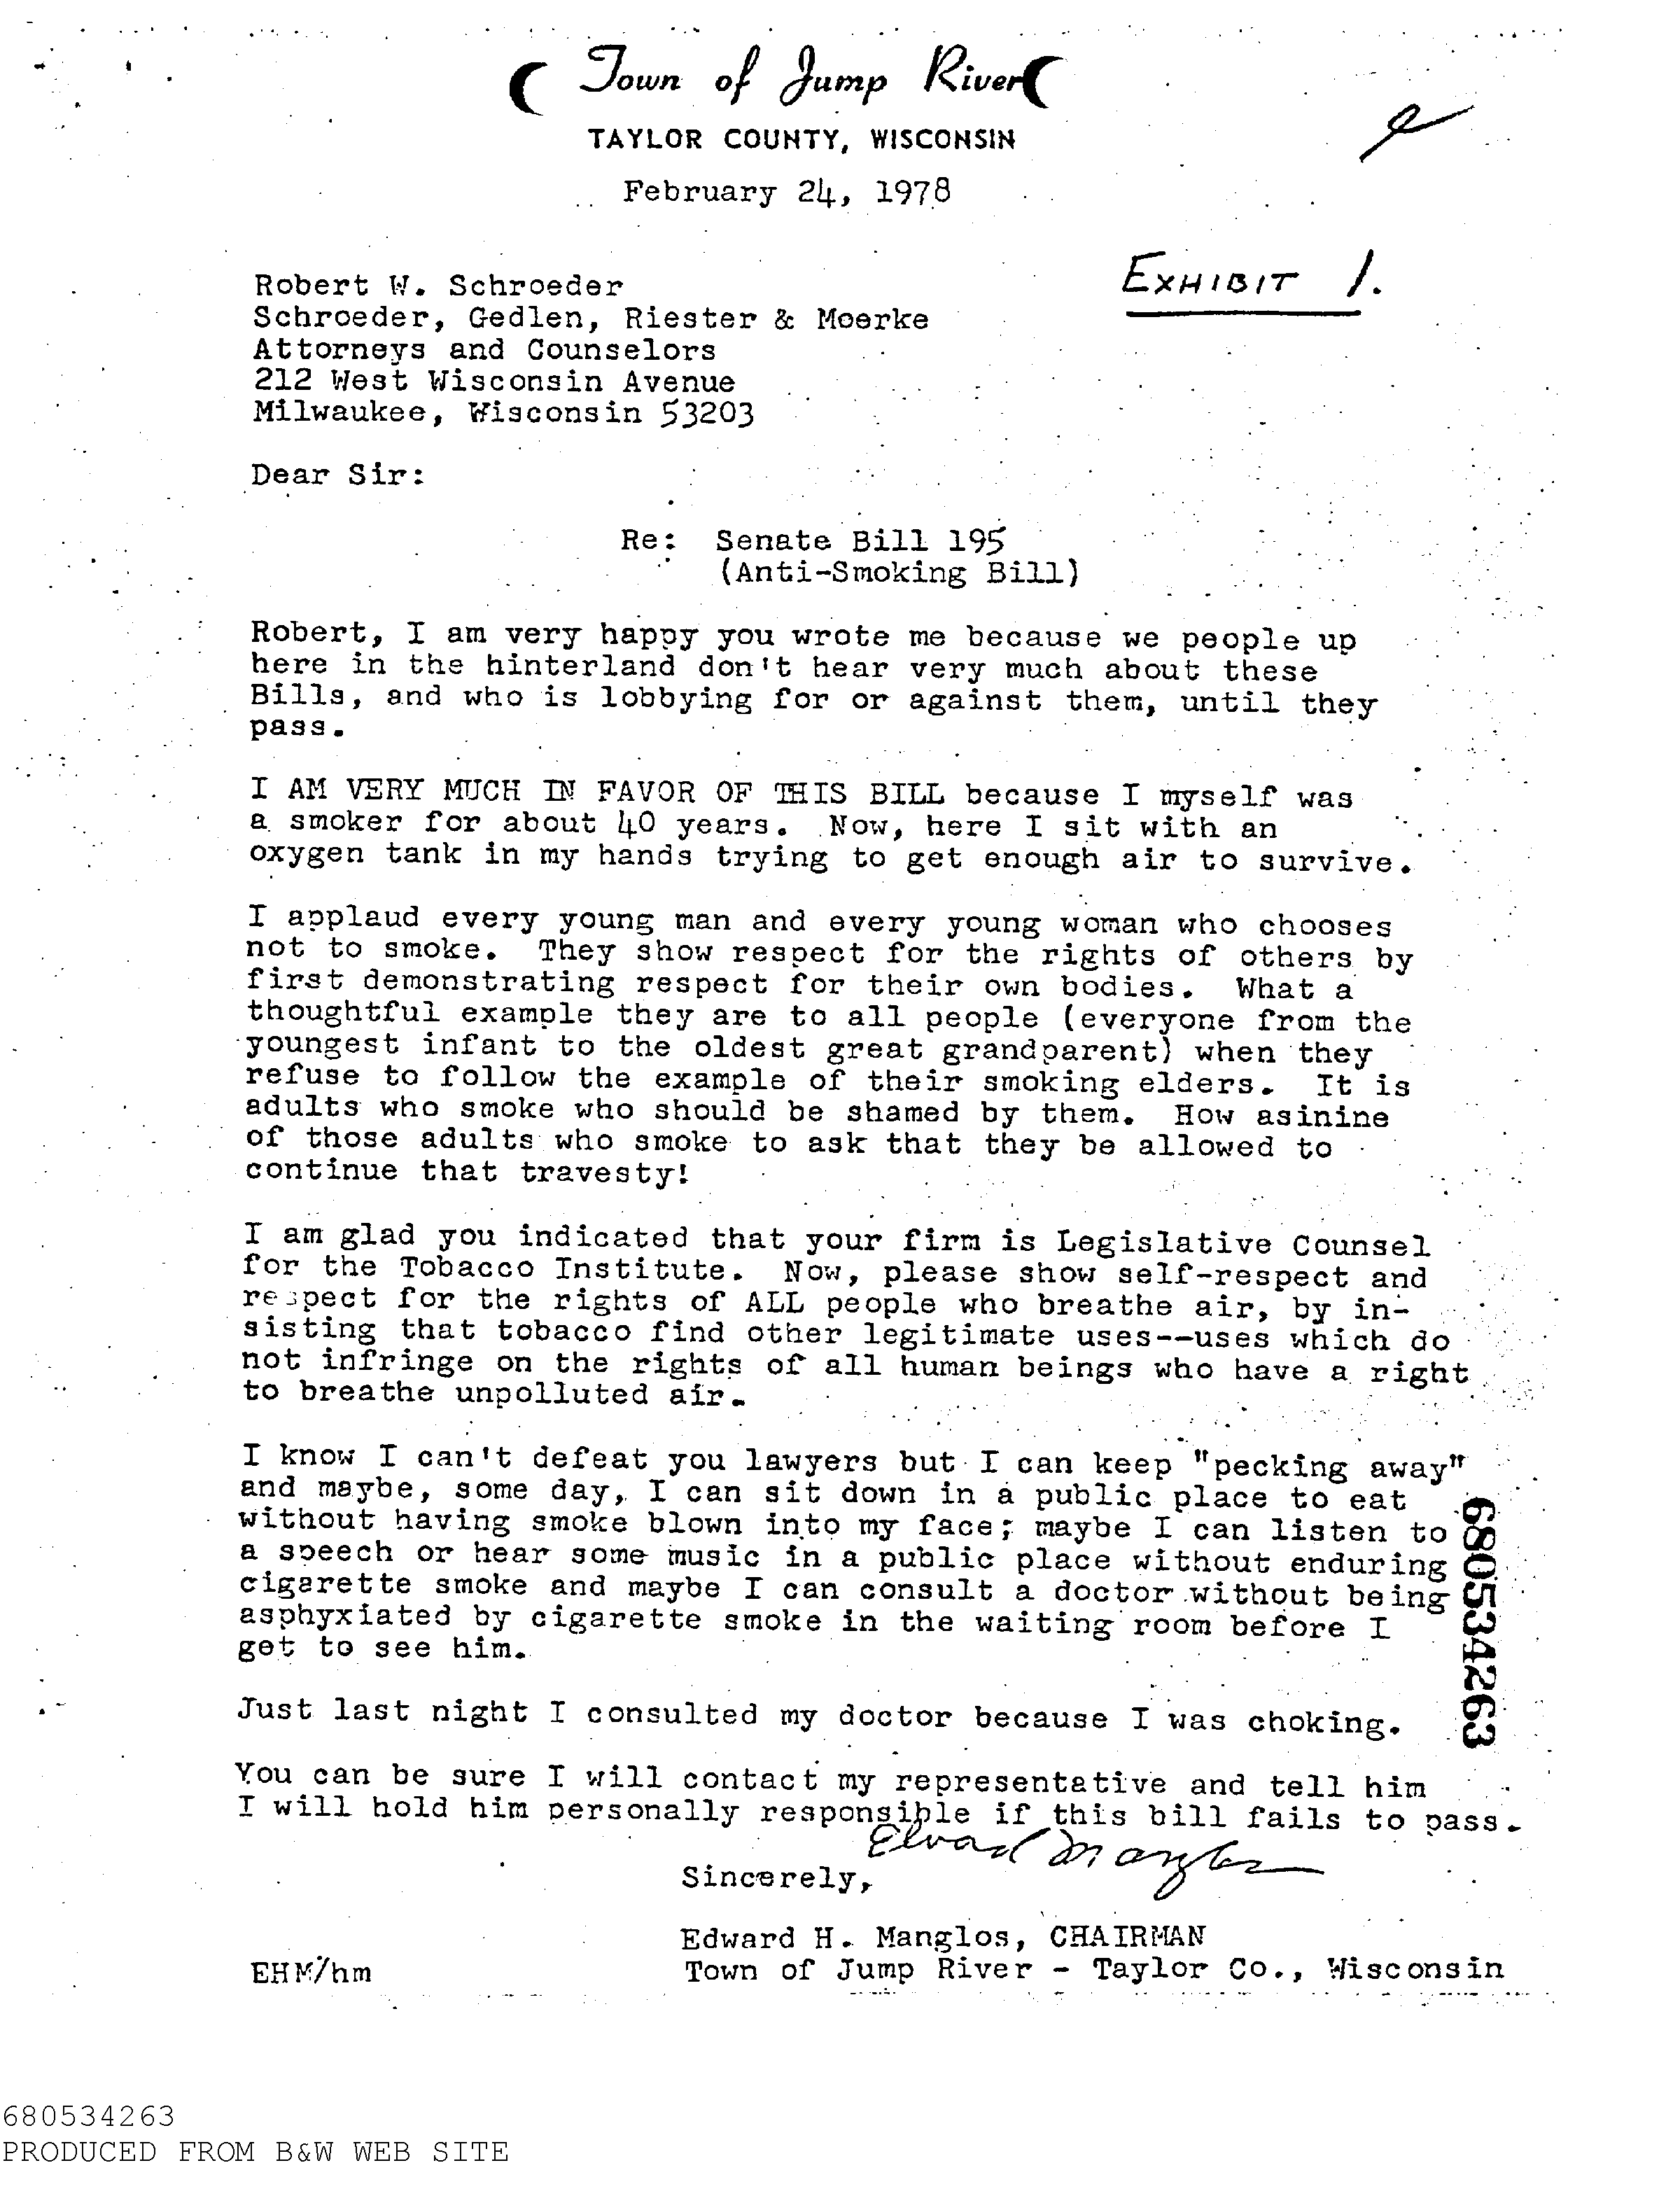 Town of Jump River
TAYLOR COUNTY, WISCONSIN
February 24, 1978
EXHIBIT 1.
Robert W. Schroeder
Schroeder, Gedlen, Riester & Moerke
Attorneys and Counselors
212 West Wisconsin Avenue
Milwaukee, Wisconsin 53203
Dear Sir:
Re: Senate Bill 195
(Anti-Smoking Bill)
Robert, I am very happy you wrote me because we people up
here in the hinterland don't hear very much about these
Bills, and who is lobbying for or against them, until they
pass.
I AM VERY MUCH IN FAVOR OF THIS BILL because I myself was
a smoker for about 40 years. Now, here I sit with an
oxygen tank in my hands trying to get enough air to survive.
I applaud every young man and every young woman who chooses
not to smoke. They show respect for the rights of others by
first demonstrating respect for their own bodies. What a
thoughtful example they are to all people (everyone from the
youngest infant to the oldest great grandparent) when they
refuse to follow the example of their smoking elders. It is
adults who smoke who should be shamed by them. How asinine
of those adults who smoke to ask that they be allowed to
continue that travesty!
I am glad you indicated that your firm is Legislative Counsel
for the Tobacco Institute. Now, please show self-respect and
respect for the rights of ALL people who breathe air, by in-
sisting that tobacco find other legitimate uses--uses which do
not infringe on the rights of all human beings who have a right
to breathe unpolluted air.
I know I can't defeat you lawyers but I can keep "pecking away"
and maybe, some day, I can sit down in a public place to eat
without having smoke blown into my face; maybe I can listen to
a speech or hear some music in a public place without enduring
cigarette smoke and maybe I can consult a doctor without being
asphyxiated by cigarette smoke in the waiting room before I
get to see him.
Just last night I consulted my doctor because I was choking.
You can be sure I will contact my representative and tell him
I will hold him personally responsible if this bill fails to pass.
Sincerely,
Edward H. Manglos, CHAIRMAN
EHM/hm
Town of Jump River - Taylor Co., Wisconsin
680534263
680534263
PRODUCED FROM B&W WEB SITE